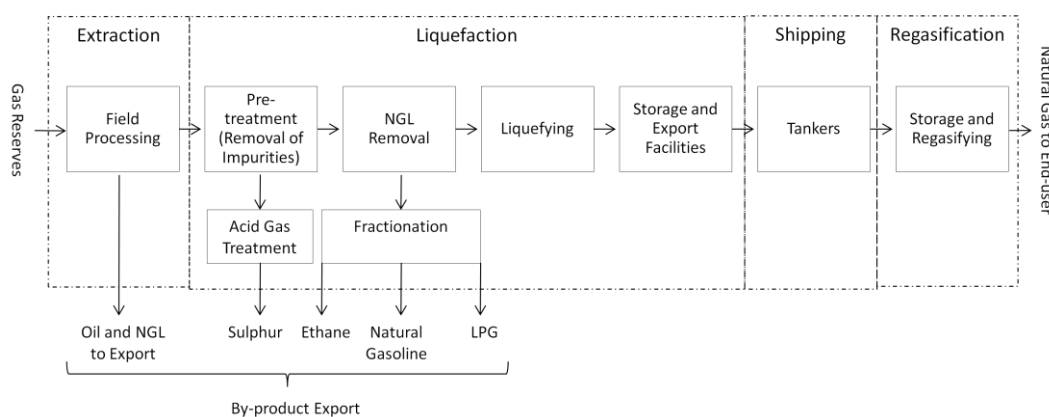 Extraction
Liquefaction
Shipping
Regasification
Gas Reserves
Field
Processing
Pre-
treatment
(Removal of
Impurities)
NGL
Removal
Liquefying
Storage and
Export
Facilities
Tankers
Storage and
Regasifying
Natural Gas to End-user
Acid Gas
Treatment
Fractionation
Oil and NGL
to Export
Sulphur
Ethane
Natural
Gasoline
LPG
By-product Export